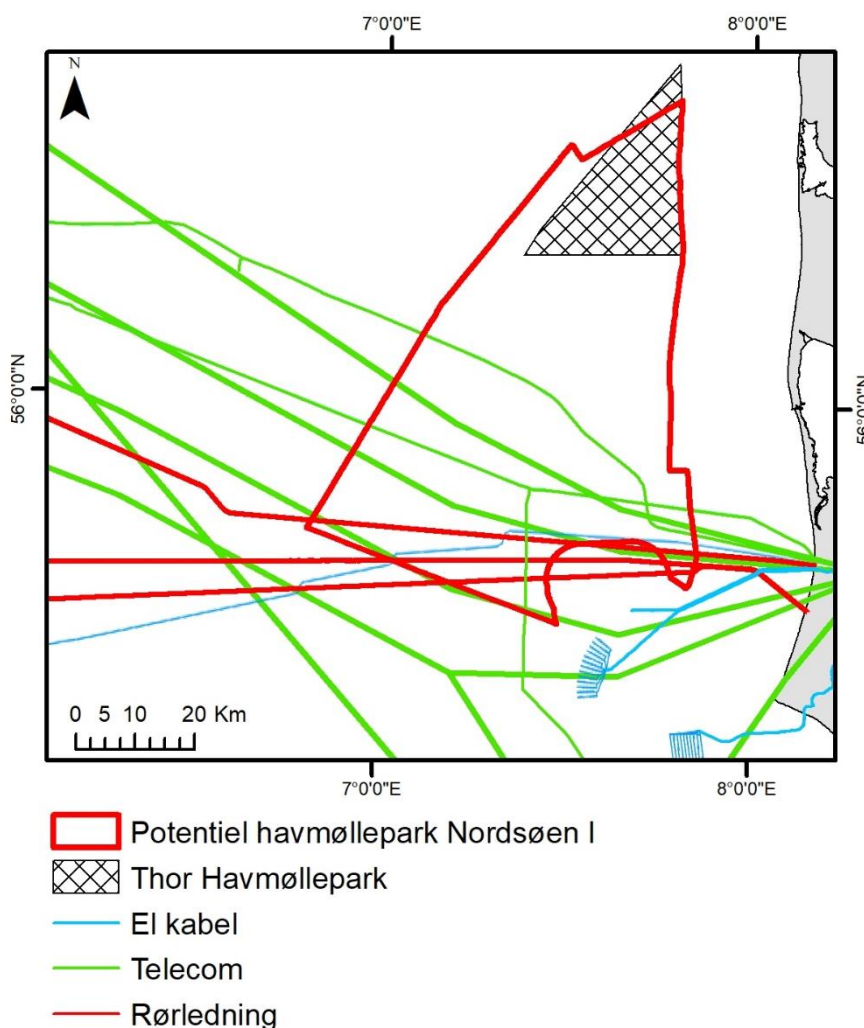 7°0'0"E 8°0'0"E
N
56°0'0"N 56°0'0"N
0 5 10 20 Km
7°0'0"E 8°0'0"E
Potentiel havmøllepark Nordsøen I
Thor Havmøllepark
El kabel
Telecom
Rørledning